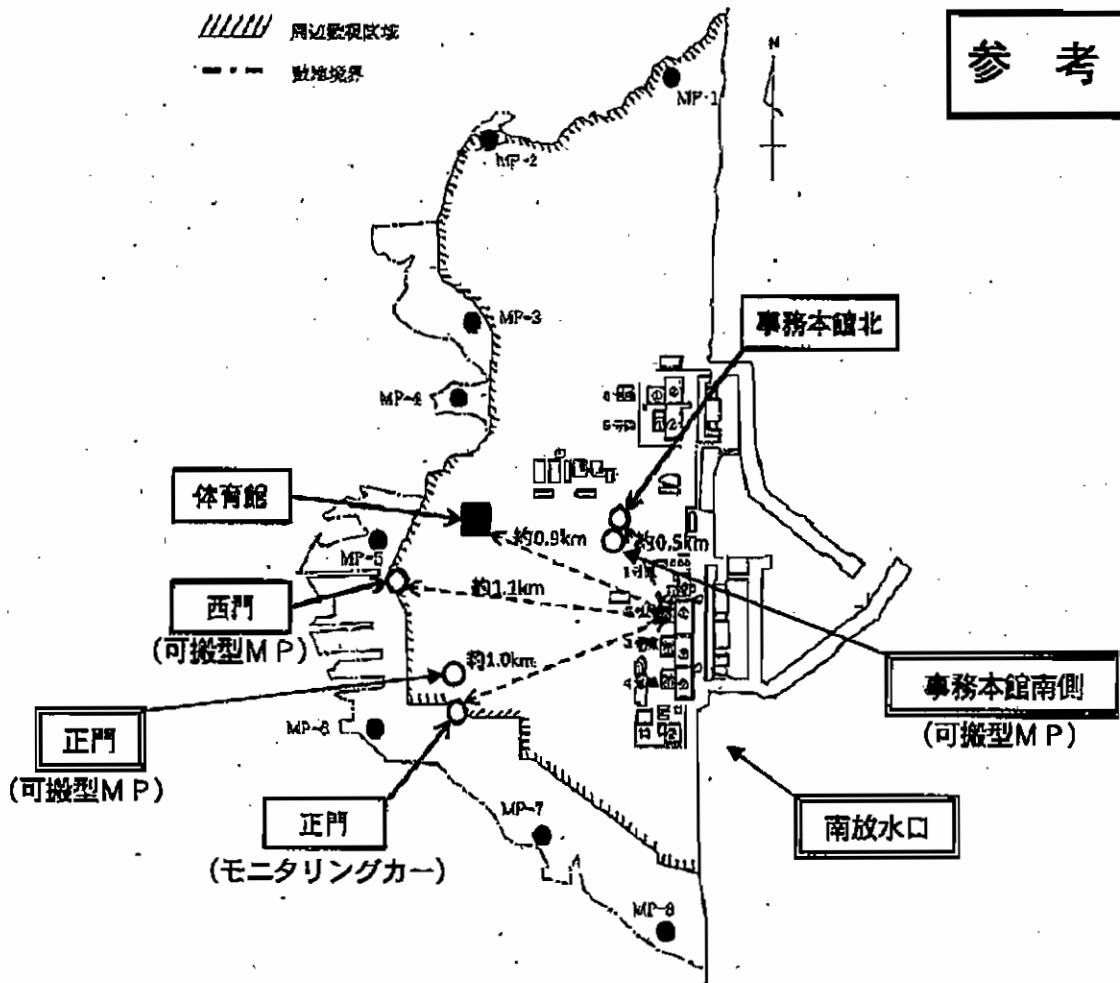 周辺監視区域
敷地境界
参 考
N
MP-1
MP-2
MP-3
事務本館北
MP-4
体育館
約0.9km
約0.5km
MP-5
西門
(可搬型MP)
約1.1km
約1.0km
事務本館南側
(可搬型MP)
正門
(可搬型MP)
MP-6
正門
(モニタリングカー)
MP-7
南放水口
MP-8